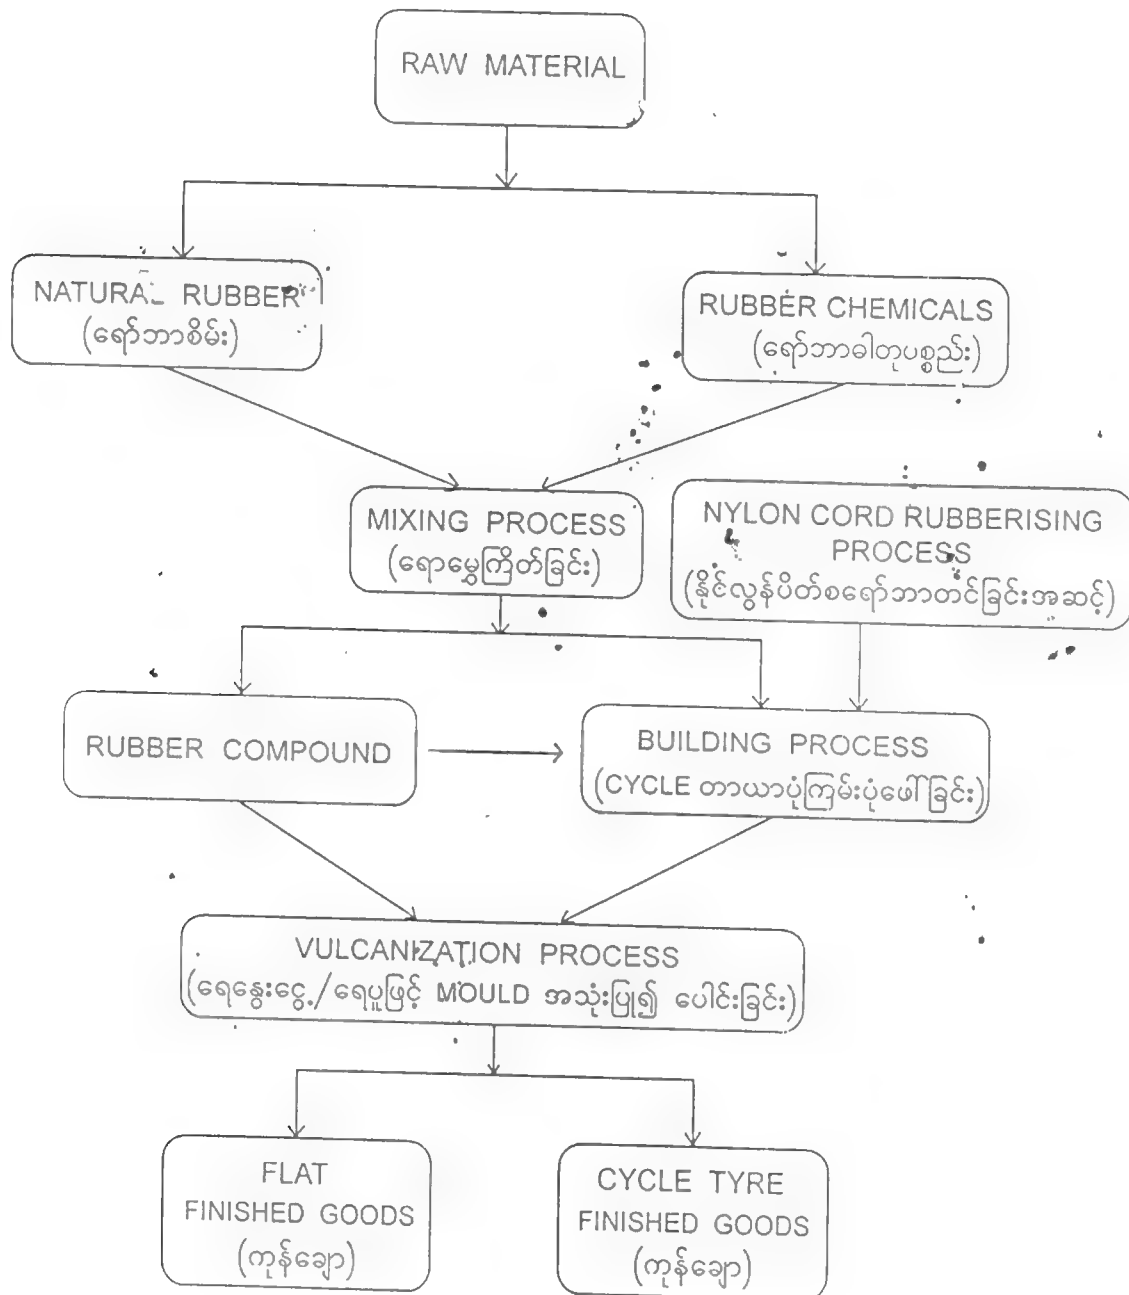 RAW MATERIAL
NATURAL RUBBER
(ရော်ဘာစိမ်း)
RUBBER CHEMICALS
(ရော်ဘာဓါတုပစ္စည်း)
MIXING PROCESS
(ရောမွှေကြိတ်ခြင်း)
NYLON CORD RUBBERISING
PROCESS
(နိုင်လွန်ပိတ်စရော်ဘာတင်ခြင်းအဆင့်)
RUBBER COMPOUND
BUILDING PROCESS
(CYCLE တာယာပုံကြမ်းပုံဖေါ်ခြင်း)
VULCANIZATION PROCESS
(ရေနွေးငွေ့/ရေပူဖြင့် MOULD အသုံးပြု၍ ပေါင်းခြင်း)
FLAT
FINISHED GOODS
(ကုန်ချော)
CYCLE TYRE
FINISHED GOODS
(ကုန်ချော)